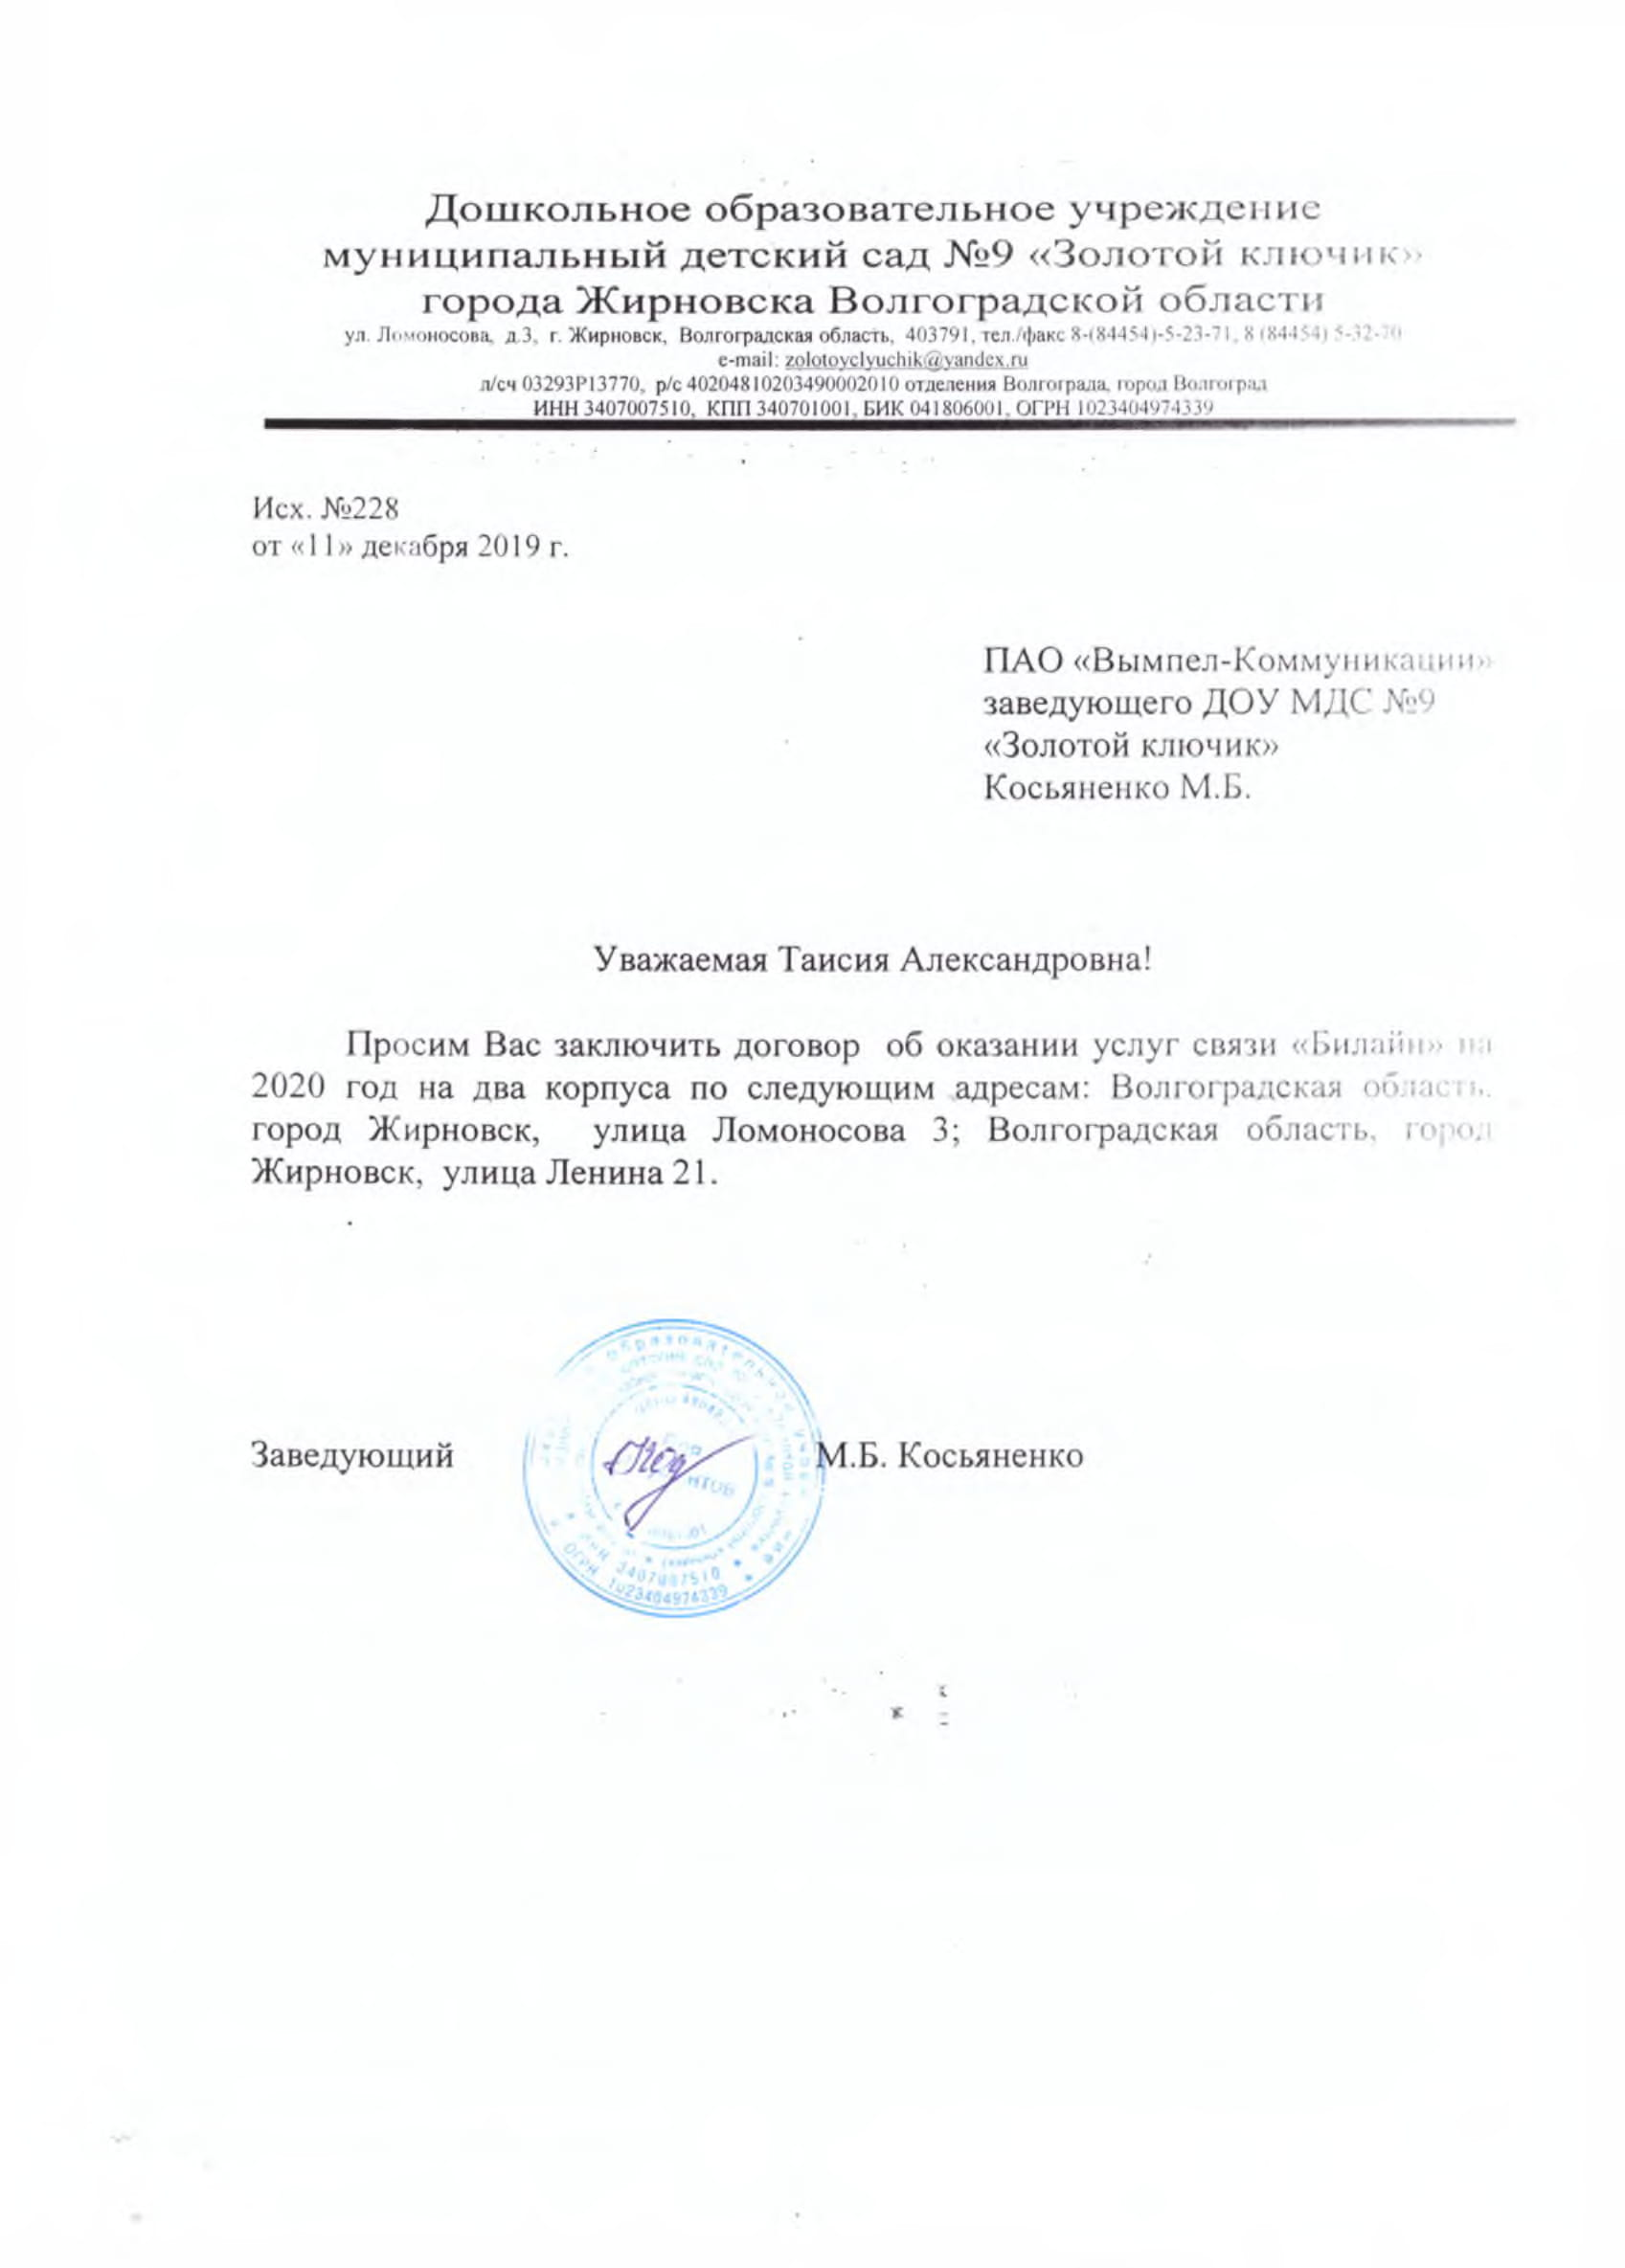 Дошкольное образовательное учреждение
муниципальный детский сад №9 «Золотой ключик»
города Жирновска Волгоградской области
ул. Ломоносова, д.3, г. Жирновск, Волгоградская область, 403791, тел./факс 8-(84454)-5-23-71, 8 (84454) 5-32-70
e-mail: zolotoyclyuchik@yandex.ru
л/сч 03293Р13770, р/с 40204810203490002010 отделения Волгограда, город Волгоград
ИНН 3407007510, КПП 340701001, БИК 041806001, ОГРН 1023404974339
Исх. №228
от «11» декабря 2019 г.
ПАО «Вымпел-Коммуникации»
заведующего ДОУ МДС №9
«Золотой ключик»
Косьяненко М.Б.
Уважаемая Таисия Александровна!
Просим Вас заключить договор об оказании услуг связи «Билайн» на
2020 год на два корпуса по следующим адресам: Волгоградская область,
город Жирновск, улица Ломоносова 3; Волгоградская область, город
Жирновск, улица Ленина 21.
Заведующий
М.Б. Косьяненко
ИНН 3407007510
ОГРН 1023404974339